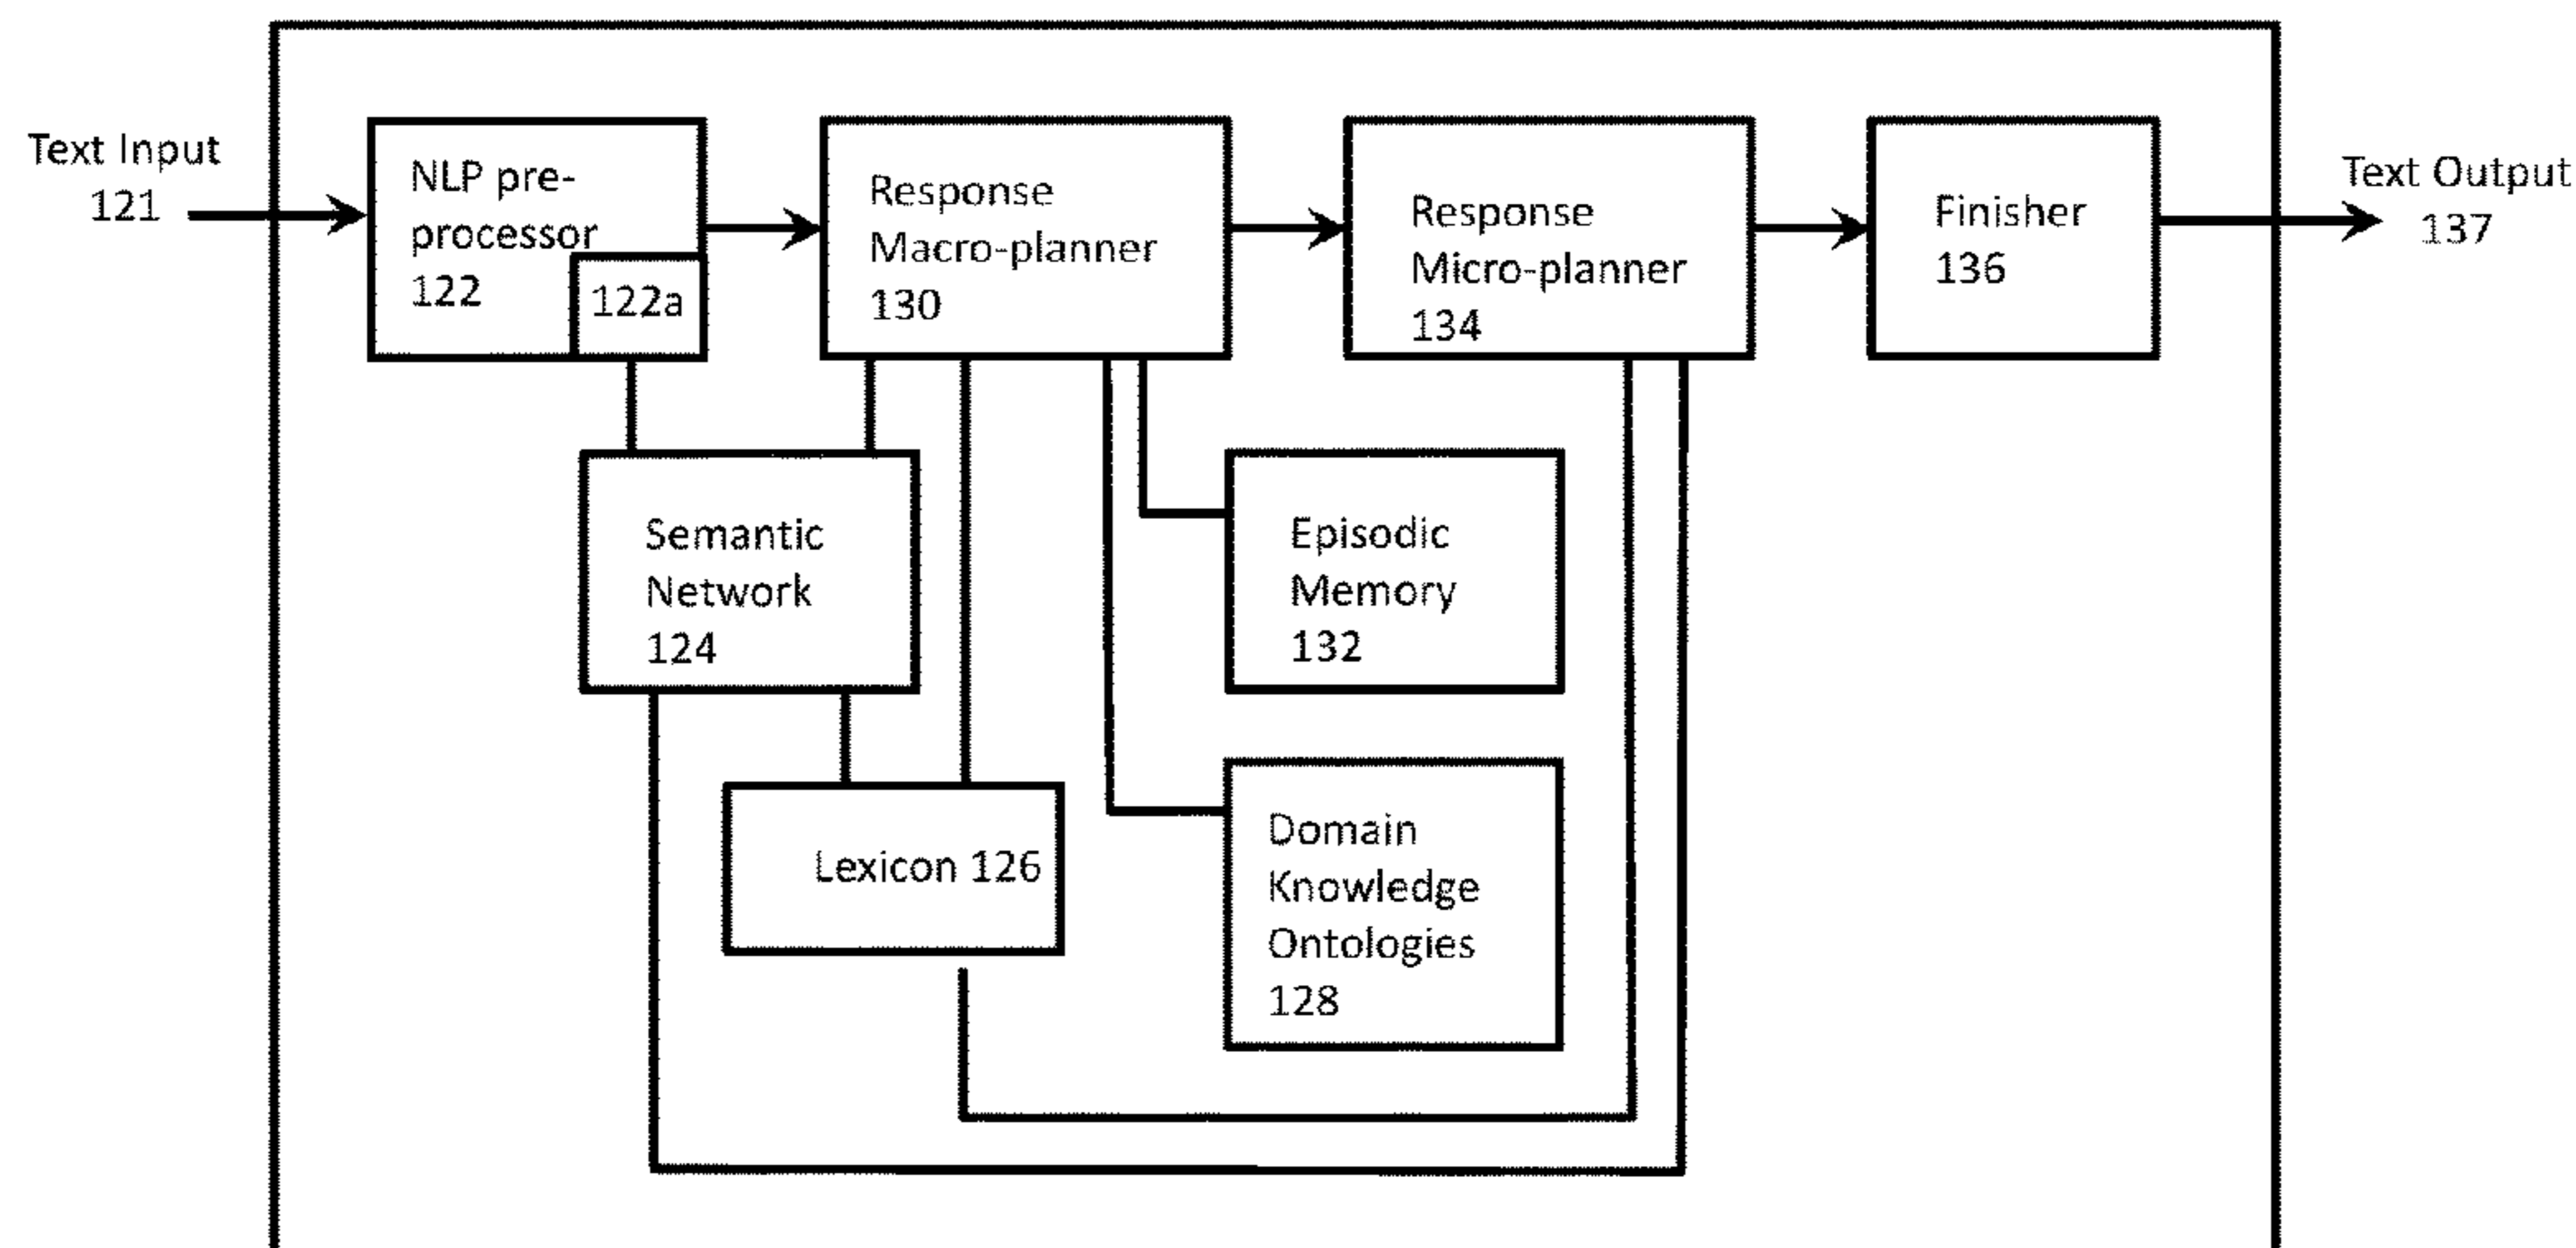 Text Input
121
NLP pre-
processor
122
122a
Response
Macro-planner
130
Response
Micro-planner
134
Finisher
136
Text Output
137
Semantic
Network
124
Episodic
Memory
132
Lexicon 126
Domain
Knowledge
Ontologies
128